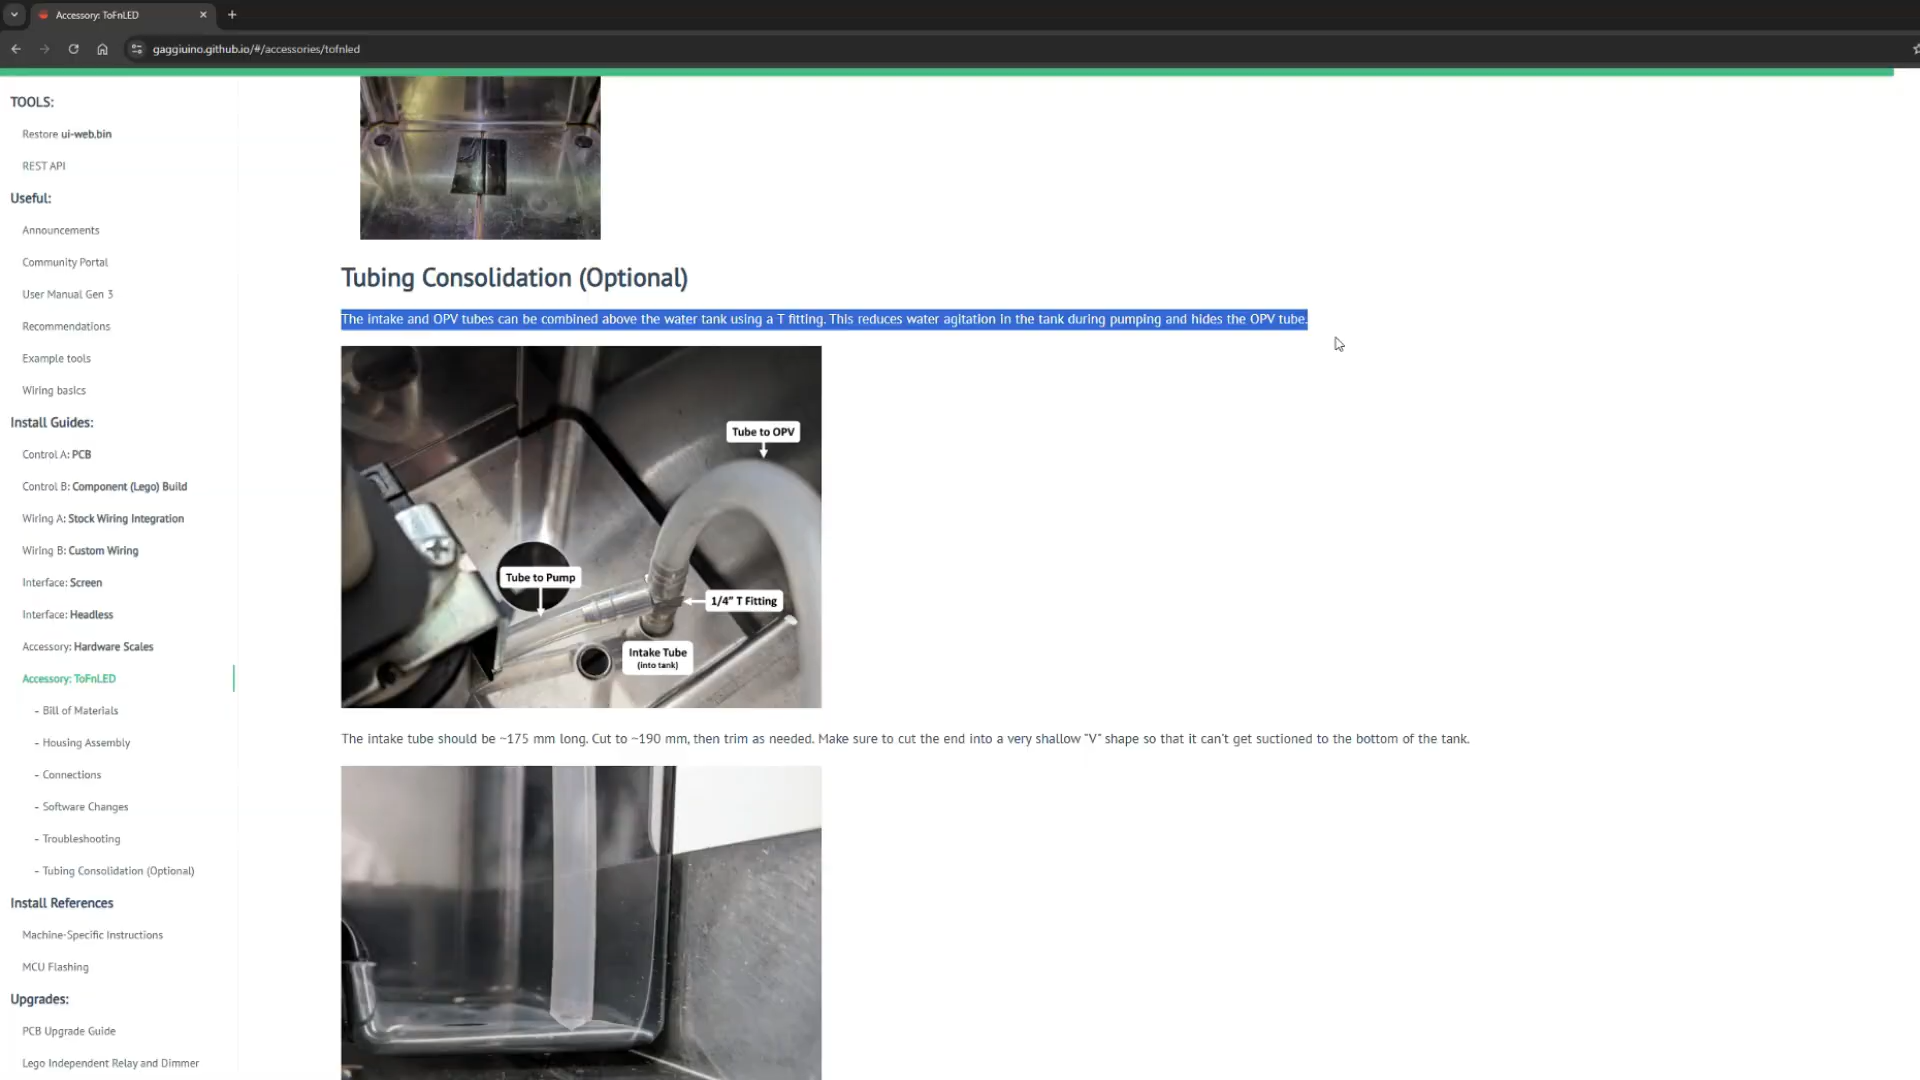 Accessory: ToFnLED
gaggiuino.github.io/#/accessories/tofnled
TOOLS:
Restore ui-web.bin
REST API
Useful:
Announcements
Community Portal
User Manual Gen 3
Recommendations
Example tools
Wiring basics
Install Guides:
Control A: PCB
Control B: Component (Lego) Build
Wiring A: Stock Wiring Integration
Wiring B: Custom Wiring
Interface: Screen
Interface: Headless
Accessory: Hardware Scales
Accessory: ToFnLED
- Bill of Materials
- Housing Assembly
- Connections
- Software Changes
- Troubleshooting
- Tubing Consolidation (Optional)
Install References
Machine-Specific Instructions
MCU Flashing
Upgrades:
PCB Upgrade Guide
Lego Independent Relay and Dimmer
Tubing Consolidation (Optional)
The intake and OPV tubes can be combined above the water tank using a T fitting. This reduces water agitation in the tank during pumping and hides the OPV tube.
Tube to OPV
Tube to Pump
1/4" T Fitting
Intake Tube
(into tank)
The intake tube should be ~175 mm long. Cut to ~190 mm, then trim as needed. Make sure to cut the end into a very shallow "V" shape so that it can't get suctioned to the bottom of the tank.